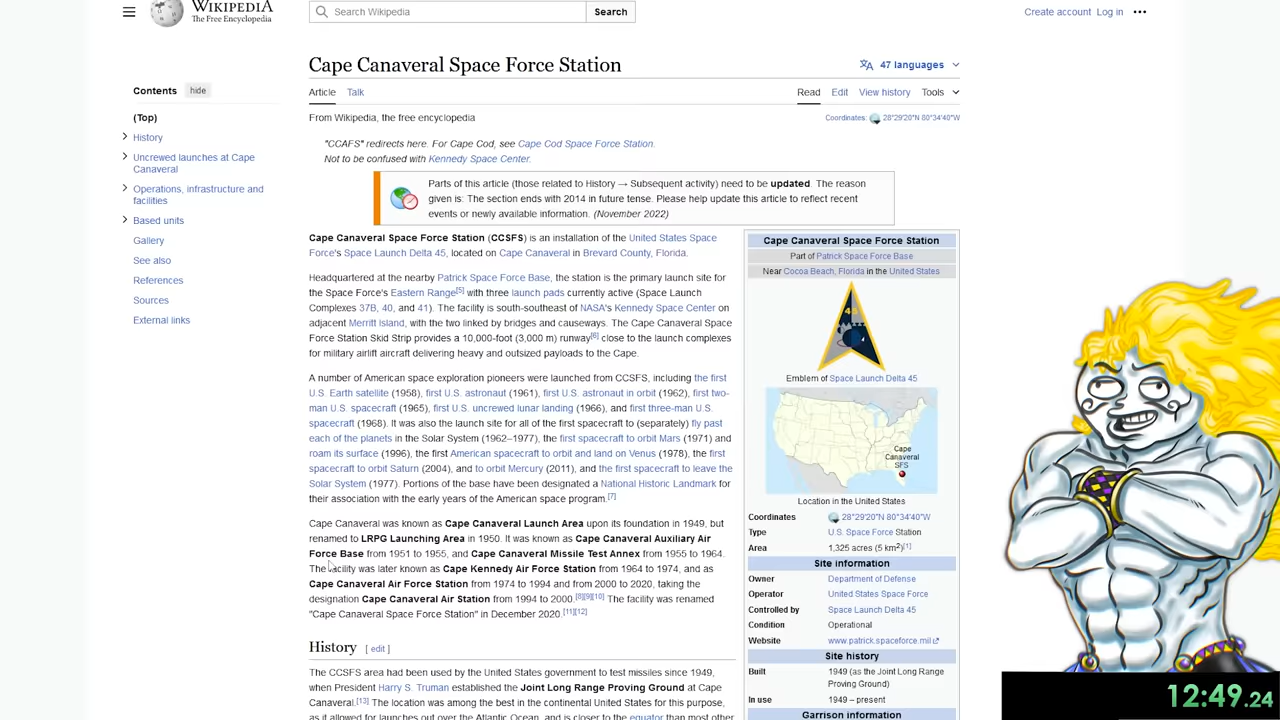 WIKIPEDIA
The Free Encyclopedia
Search Wikipedia
Search
Create account Log in
Contents hide
(Top)
History
Uncrewed launches at Cape
Canaveral
Operations, infrastructure and
facilities
Based units
Gallery
See also
References
Sources
External links
Cape Canaveral Space Force Station
47 languages
Article Talk
Read Edit View history Tools
From Wikipedia, the free encyclopedia
Coordinates: 28°29′20″N 80°34′40″W
"CCAFS" redirects here. For Cape Cod, see Cape Cod Space Force Station.
Not to be confused with Kennedy Space Center.
Parts of this article (those related to History → Subsequent activity) need to be updated. The reason
given is: The section ends with 2014 in future tense. Please help update this article to reflect recent
events or newly available information. (November 2022)
Cape Canaveral Space Force Station (CCSFS) is an installation of the United States Space
Force's Space Launch Delta 45, located on Cape Canaveral in Brevard County, Florida.
Headquartered at the nearby Patrick Space Force Base, the station is the primary launch site for
the Space Force's Eastern Range[5] with three launch pads currently active (Space Launch
Complexes 37B, 40, and 41). The facility is south-southeast of NASA's Kennedy Space Center on
adjacent Merritt Island, with the two linked by bridges and causeways. The Cape Canaveral Space
Force Station Skid Strip provides a 10,000-foot (3,000 m) runway[6] close to the launch complexes
for military airlift aircraft delivering heavy and outsized payloads to the Cape.
A number of American space exploration pioneers were launched from CCSFS, including the first
U.S. Earth satellite (1958), first U.S. astronaut (1961), first U.S. astronaut in orbit (1962), first two-
man U.S. spacecraft (1965), first U.S. uncrewed lunar landing (1966), and first three-man U.S.
spacecraft (1968). It was also the launch site for all of the first spacecraft to (separately) fly past
each of the planets in the Solar System (1962–1977), the first spacecraft to orbit Mars (1971) and
roam its surface (1996), the first American spacecraft to orbit and land on Venus (1978), the first
spacecraft to orbit Saturn (2004), and to orbit Mercury (2011), and the first spacecraft to leave the
Solar System (1977). Portions of the base have been designated a National Historic Landmark for
their association with the early years of the American space program.[7]
Cape Canaveral was known as Cape Canaveral Launch Area upon its foundation in 1949, but
renamed to LRPG Launching Area in 1950. It was known as Cape Canaveral Auxiliary Air
Force Base from 1951 to 1955, and Cape Canaveral Missile Test Annex from 1955 to 1964.
The facility was later known as Cape Kennedy Air Force Station from 1964 to 1974, and as
Cape Canaveral Air Force Station from 1974 to 1994 and from 2000 to 2020, taking the
designation Cape Canaveral Air Station from 1994 to 2000.[8][9][10] The facility was renamed
"Cape Canaveral Space Force Station" in December 2020.[11][12]
History [ edit ]
The CCSFS area had been used by the United States government to test missiles since 1949,
when President Harry S. Truman established the Joint Long Range Proving Ground at Cape
Canaveral.[13] The location was among the best in the continental United States for this purpose,
as it allowed for launches out over the Atlantic Ocean, and is closer to the equator than most other
Cape Canaveral Space Force Station
Part of Patrick Space Force Base
Near Cocoa Beach, Florida in the United States
Emblem of Space Launch Delta 45
Cape
Canaveral
SFS
Location in the United States
Coordinates 28°29′20″N 80°34′40″W
Type U.S. Space Force Station
Area 1,325 acres (5 km2)[1]
Site information
Owner Department of Defense
Operator United States Space Force
Controlled by Space Launch Delta 45
Condition Operational
Website www.patrick.spaceforce.mil
Site history
Built 1949 (as the Joint Long Range
Proving Ground)
In use 1949 – present
Garrison information
12:49.24